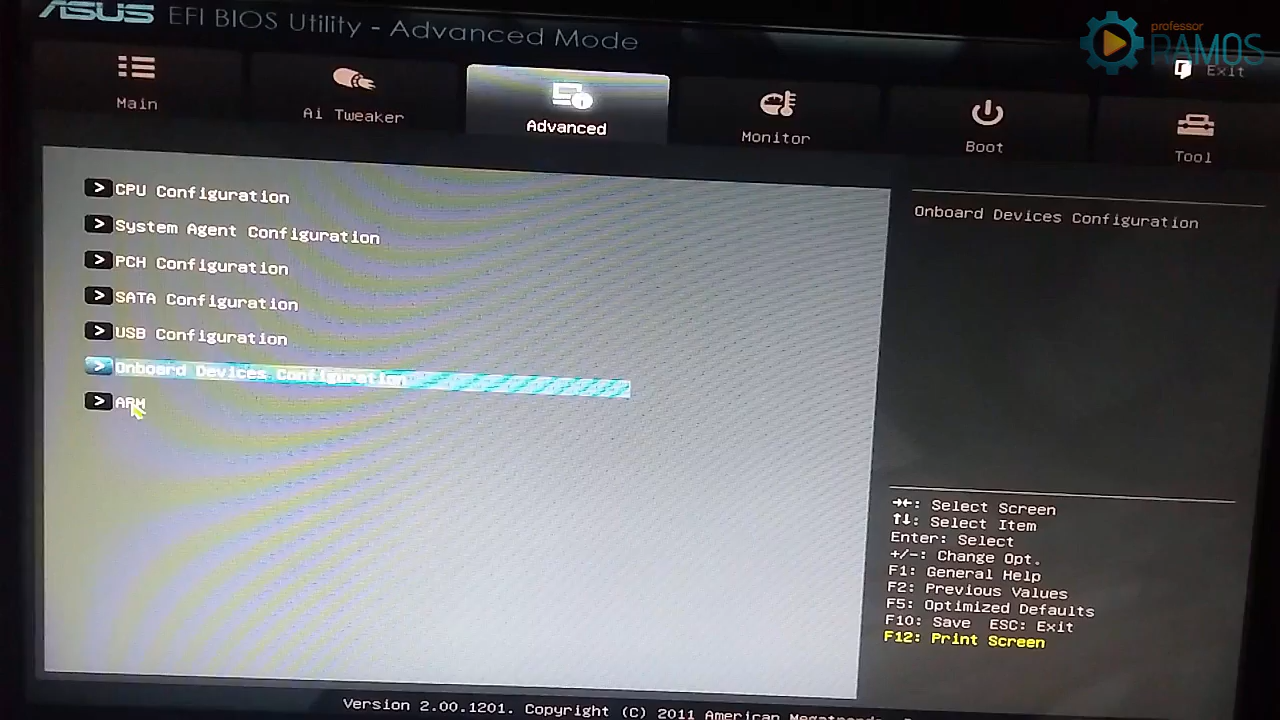 ASUS EFI BIOS Utility - Advanced Mode
professor
RAMOS
Exit
Main
Ai Tweaker
Advanced
Monitor
Boot
Tool
> CPU Configuration
> System Agent Configuration
> PCH Configuration
> SATA Configuration
> USB Configuration
> Onboard Devices Configuration
> APM
Onboard Devices Configuration
→←: Select Screen
↑↓: Select Item
Enter: Select
+/-: Change Opt.
F1: General Help
F2: Previous Values
F5: Optimized Defaults
F10: Save ESC: Exit
F12: Print Screen
Version 2.00.1201. Copyright (C) 2011 American